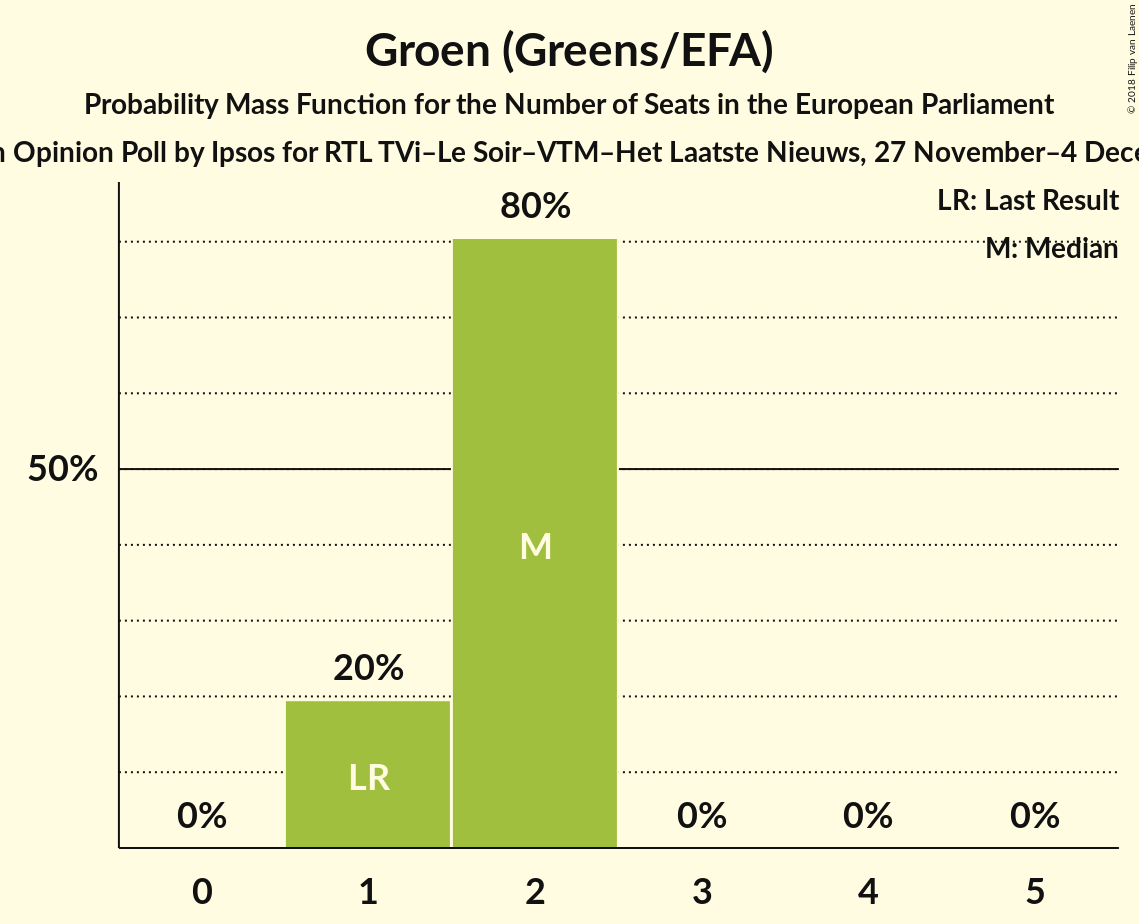 Groen (Greens/EFA)
Probability Mass Function for the Number of Seats in the European Parliament
Opinion Poll by Ipsos for RTL TVi–Le Soir–VTM–Het Laatste Nieuws, 27 November–4
© 2018 Filip van Laenen
LR: Last Result
M: Median
80%
50%
M
20%
LR
0%
0%
0%
0%
0
1
2
3
4
5